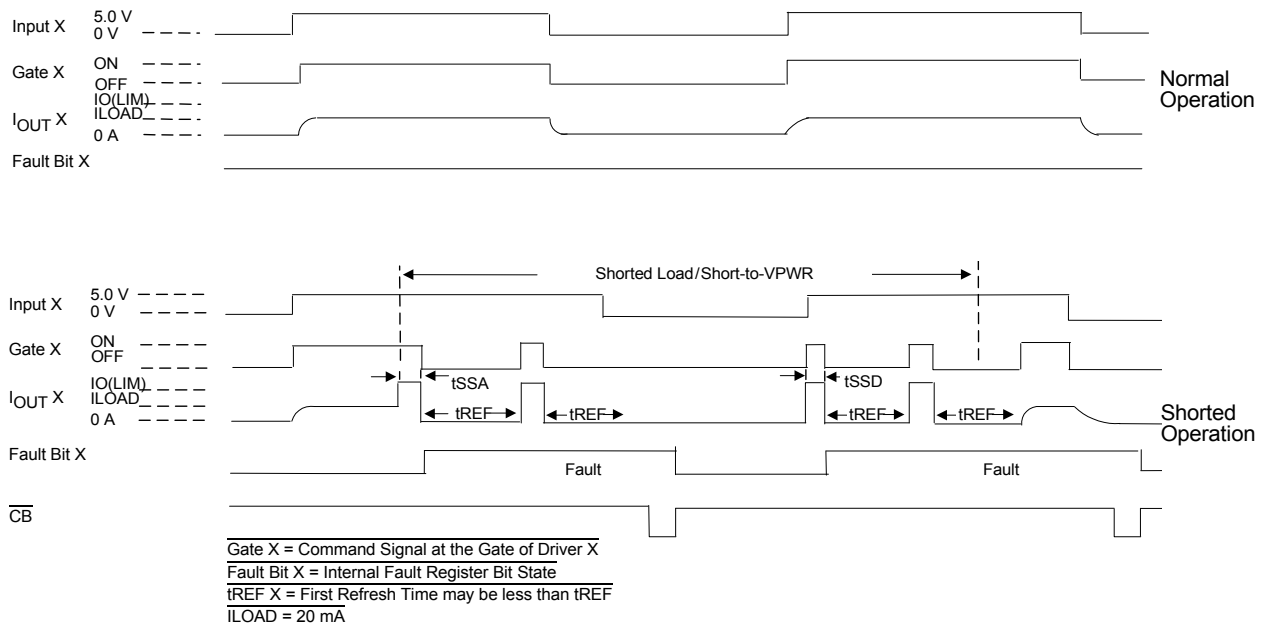 Input X 5.0 V
0 V
Gate X ON
OFF
IO(LIM)
ILOAD
IOUT X
0 A
Fault Bit X
Normal
Operation
Shorted Load/Short-to-VPWR
Input X 5.0 V
0 V
Gate X ON
OFF
IO(LIM)
ILOAD
IOUT X
0 A
tSSA
tSSD
tREF
tREF
tREF
tREF
Shorted
Operation
Fault Bit X
Fault
Fault
CB
Gate X = Command Signal at the Gate of Driver X
Fault Bit X = Internal Fault Register Bit State
tREF X = First Refresh Time may be less than tREF
ILOAD = 20 mA